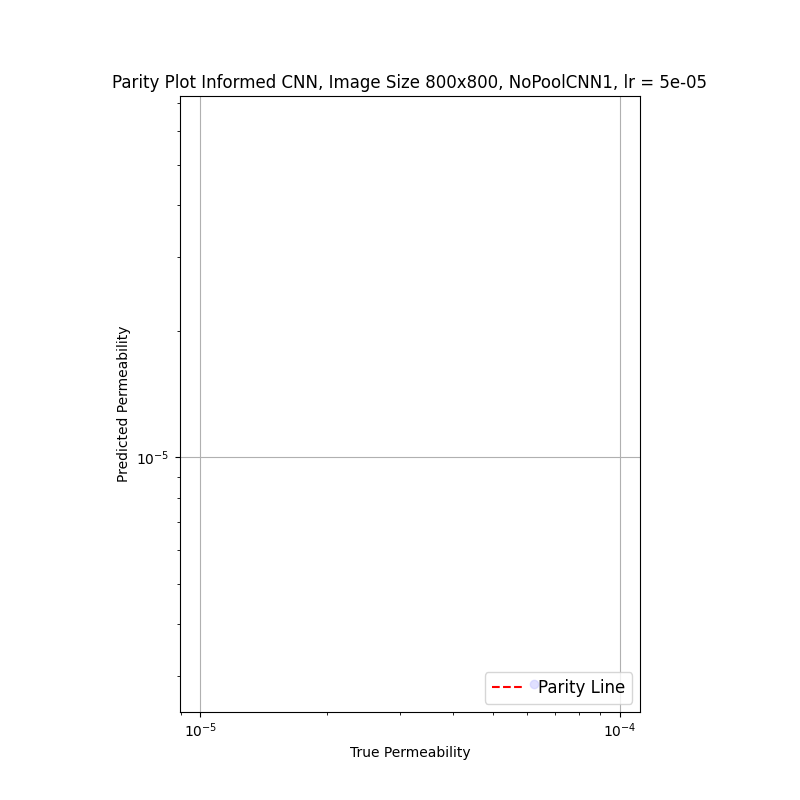 Parity Plot Informed CNN, Image Size 800x800, NoPoolCNN1, lr = 5e-05
Predicted Permeability
10⁻⁵
Parity Line
10⁻⁵ 10⁻⁴
True Permeability